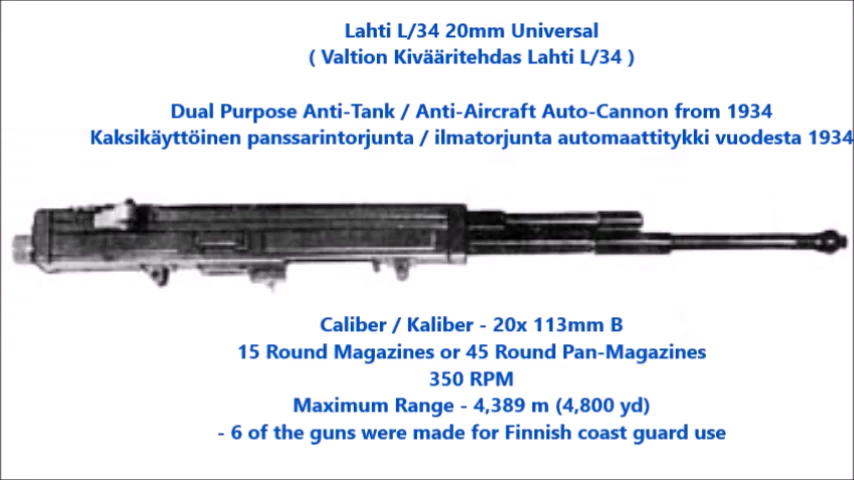 Lahti L/34 20mm Universal
( Valtion Kivääritehdas Lahti L/34 )
Dual Purpose Anti-Tank / Anti-Aircraft Auto-Cannon from 1934
Kaksikäyttöinen panssarintorjunta / ilmatorjunta automaattitykki vuodesta 1934
Caliber / Kaliber - 20x 113mm B
15 Round Magazines or 45 Round Pan-Magazines
350 RPM
Maximum Range - 4,389 m (4,800 yd)
- 6 of the guns were made for Finnish coast guard use